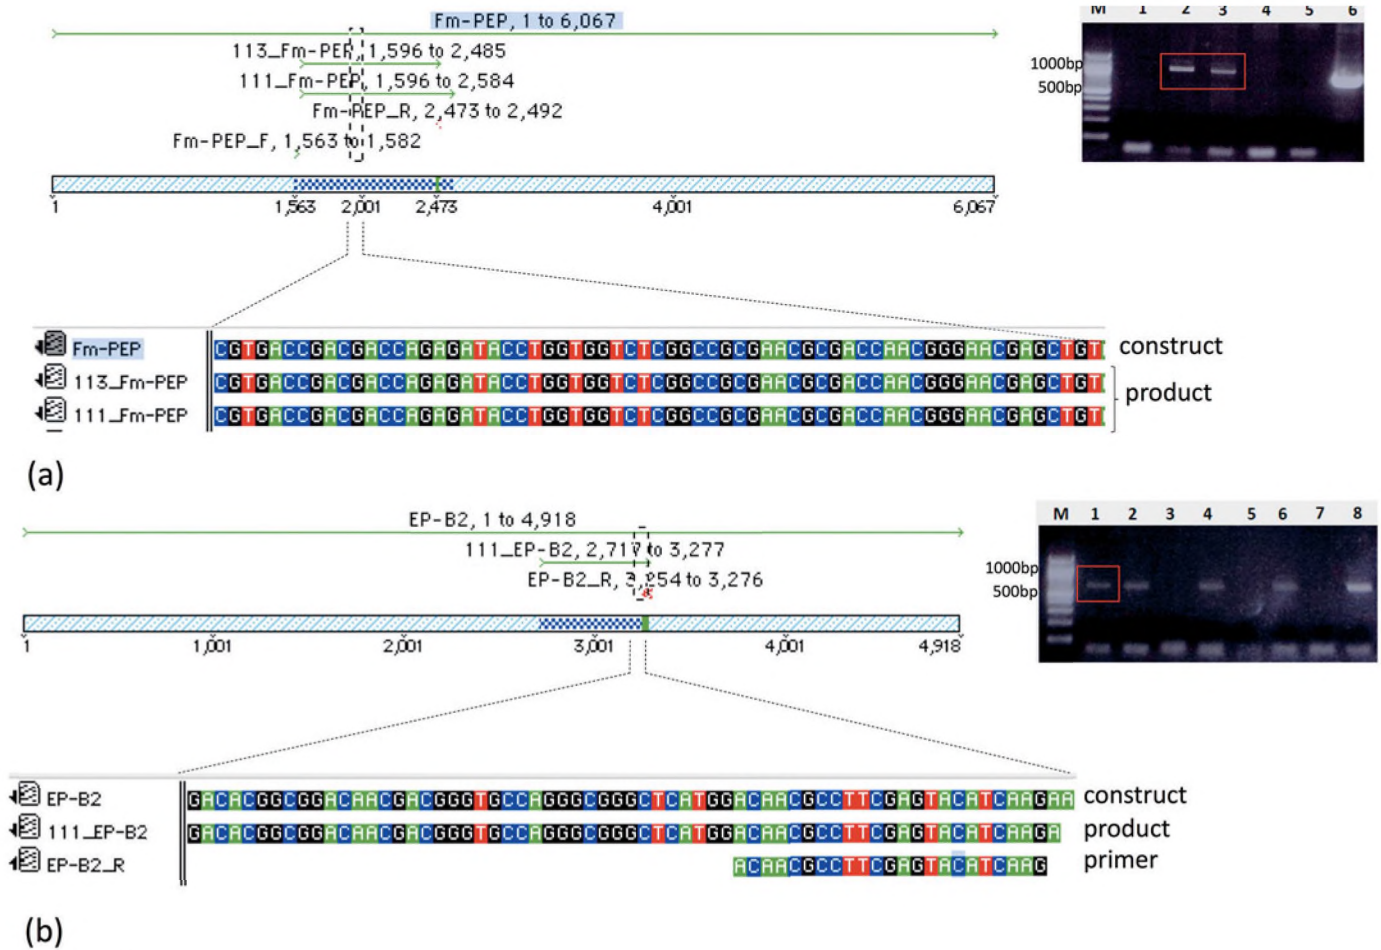 Fm-PEP, 1 to 6,067
113_Fm-PEP, 1,596 to 2,485
111_Fm-PEP, 1,596 to 2,584
Fm-PEP_R, 2,473 to 2,492
Fm-PEP_F, 1,563 to 1,582
1 1,563 2,001 2,473 4,001 6,067
M 1 2 3 4 5 6
1000bp
500bp
Fm-PEP CGTGACCGACGACCAGAGATACCTGGTGGTCTCGGCCGCGAACGCGACCAACGGGAACGAGCTGT construct
113_Fm-PEP CGTGACCGACGACCAGAGATACCTGGTGGTCTCGGCCGCGAACGCGACCAACGGGAACGAGCTGT
product
111_Fm-PEP CGTGACCGACGACCAGAGATACCTGGTGGTCTCGGCCGCGAACGCGACCAACGGGAACGAGCTGT
(a)
EP-B2, 1 to 4,918
111_EP-B2, 2,717 to 3,277
EP-B2_R, 3,254 to 3,276
1 1,001 2,001 3,001 4,001 4,918
M 1 2 3 4 5 6 7 8
1000bp
500bp
EP-B2 GACACGGCGGACAACGACGGGTGCCAGGGCGGGCTCATGGACAACGCCTTCGAGTACATCAAGAA construct
111_EP-B2 GACACGGCGGACAACGACGGGTGCCAGGGCGGGCTCATGGACAACGCCTTCGAGTACATCAAGA product
EP-B2_R ACAACGCCTTCGAGTACATCAAG primer
(b)